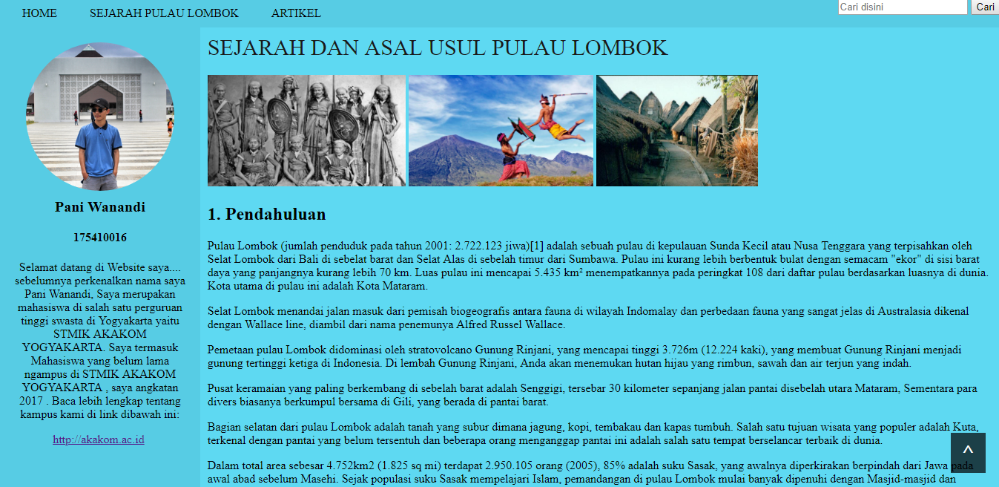 HOME SEJARAH PULAU LOMBOK ARTIKEL
Cari disini Cari
Pani Wanandi
175410016
Selamat datang di Website saya....
sebelumnya perkenalkan nama saya
Pani Wanandi, Saya merupakan
mahasiswa di salah satu perguruan
tinggi swasta di Yogyakarta yaitu
STMIK AKAKOM
YOGYAKARTA. Saya termasuk
Mahasiswa yang belum lama
ngampus di STMIK AKAKOM
YOGYAKARTA , saya angkatan
2017 . Baca lebih lengkap tentang
kampus kami di link dibawah ini:
http://akakom.ac.id
SEJARAH DAN ASAL USUL PULAU LOMBOK
1. Pendahuluan
Pulau Lombok (jumlah penduduk pada tahun 2001: 2.722.123 jiwa)[1] adalah sebuah pulau di kepulauan Sunda Kecil atau Nusa Tenggara yang terpisahkan oleh
Selat Lombok dari Bali di sebelat barat dan Selat Alas di sebelah timur dari Sumbawa. Pulau ini kurang lebih berbentuk bulat dengan semacam "ekor" di sisi barat
daya yang panjangnya kurang lebih 70 km. Luas pulau ini mencapai 5.435 km² menempatkannya pada peringkat 108 dari daftar pulau berdasarkan luasnya di dunia.
Kota utama di pulau ini adalah Kota Mataram.
Selat Lombok menandai jalan masuk dari pemisah biogeografis antara fauna di wilayah Indomalay dan perbedaan fauna yang sangat jelas di Australasia dikenal
dengan Wallace line, diambil dari nama penemunya Alfred Russel Wallace.
Pemetaan pulau Lombok didominasi oleh stratovolcano Gunung Rinjani, yang mencapai tinggi 3.726m (12.224 kaki), yang membuat Gunung Rinjani menjadi
gunung tertinggi ketiga di Indonesia. Di lembah Gunung Rinjani, Anda akan menemukan hutan hijau yang rimbun, sawah dan air terjun yang indah.
Pusat keramaian yang paling berkembang di sebelah barat adalah Senggigi, tersebar 30 kilometer sepanjang jalan pantai disebelah utara Mataram, Sementara para
divers biasanya berkumpul bersama di Gili, yang berada di pantai barat.
Bagian selatan dari pulau Lombok adalah tanah yang subur dimana jagung, kopi, tembakau dan kapas tumbuh. Salah satu tujuan wisata yang populer adalah Kuta,
terkenal dengan pantai yang belum tersentuh dan beberapa orang menganggap pantai ini adalah salah satu tempat berselancar terbaik di dunia.
Dalam total area sebesar 4.752km2 (1.825 sq mi) terdapat 2.950.105 orang (2005), 85% adalah suku Sasak, yang awalnya diperkirakan berpindah dari Jawa pada
awal abad sebelum Masehi. Sejak populasi suku Sasak mempelajari Islam, pemandangan di pulau Lombok mulai banyak dipenuhi dengan Masjid-masjid dan